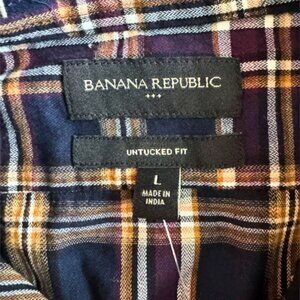 BANANA REPUBLIC
UNTUCKED FIT
L
MADE IN
INDIA